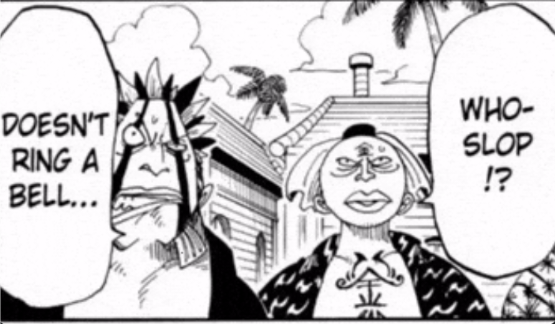 WHO-
SLOP
!?
DOESN'T
RING A
BELL...